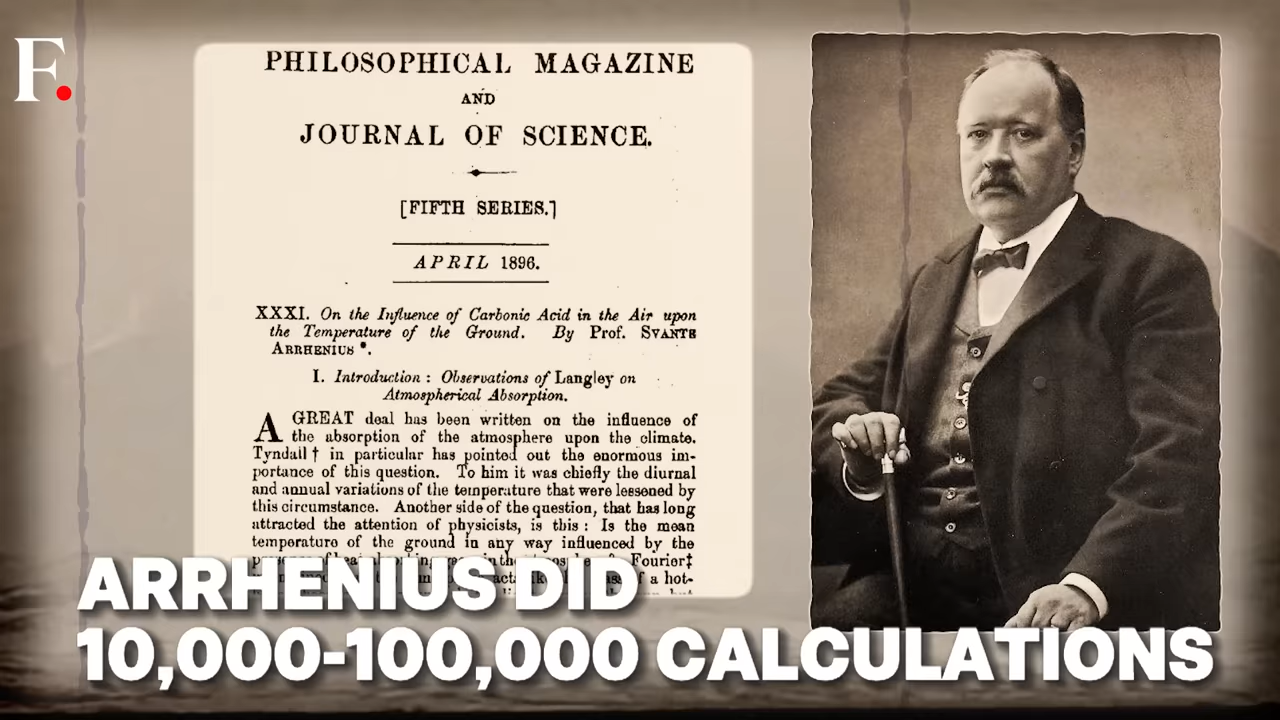 F.
PHILOSOPHICAL MAGAZINE
AND
JOURNAL OF SCIENCE.
[FIFTH SERIES.]
APRIL 1896.
XXXI. On the Influence of Carbonic Acid in the Air upon
the Temperature of the Ground. By Prof. SVANTE
ARRHENIUS *.
I. Introduction : Observations of Langley on
Atmospherical Absorption.
A GREAT deal has been written on the influence of
the absorption of the atmosphere upon the climate.
Tyndall † in particular has pointed out the enormous im-
portance of this question. To him it was chiefly the diurnal
and annual variations of the temperature that were lessened by
this circumstance. Another side of the question, that has long
attracted the attention of physicists, is this : Is the mean
temperature of the ground in any way influenced by the
Fourier‡
of a hot-
ARRHENIUS DID
10,000-100,000 CALCULATIONS